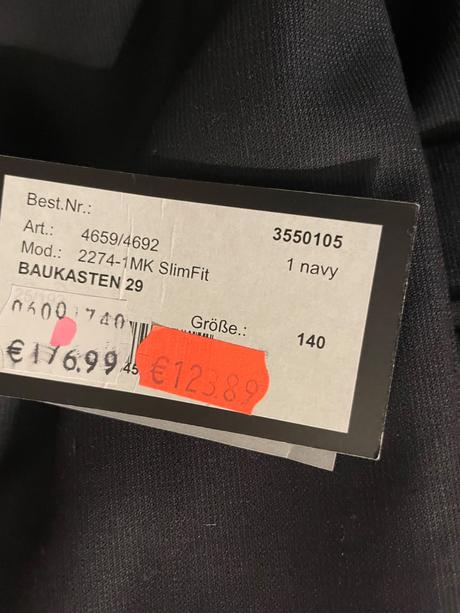 Best.Nr.: 3550105
Art.: 4659/4692
1 navy
Mod.: 2274-1MK SlimFit
BAUKASTEN 29
Größe.: 140
€176.99
45
€123.89